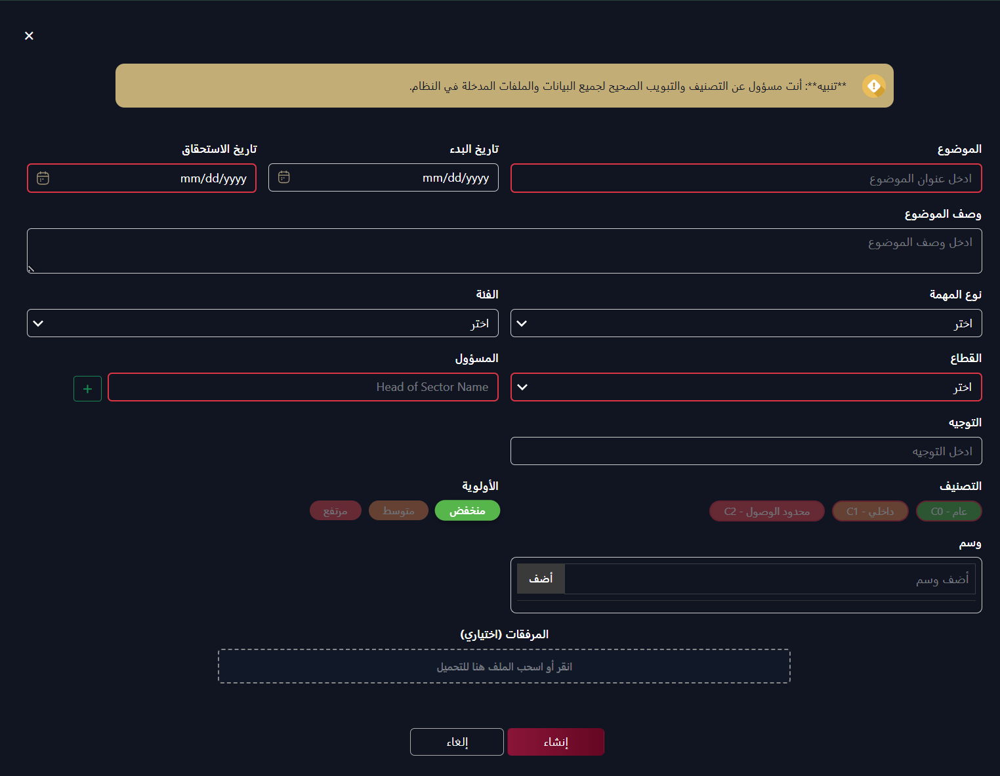 **تنبيه**: أنت مسؤول عن التصنيف والتبويب الصحيح لجميع البيانات والملفات المدخلة في النظام.
الموضوع
ادخل عنوان الموضوع
تاريخ البدء
mm/dd/yyyy
تاريخ الاستحقاق
mm/dd/yyyy
وصف الموضوع
ادخل وصف الموضوع
نوع المهمة
اختر
الفئة
اختر
القطاع
اختر
المسؤول
Head of Sector Name
+
التوجيه
ادخل التوجيه
التصنيف
عام - C0
داخلي - C1
محدود الوصول - C2
الأولوية
منخفض
متوسط
مرتفع
وسم
أضف وسم
أضف
المرفقات (اختياري)
انقر أو اسحب الملف هنا للتحميل
إنشاء
إلغاء